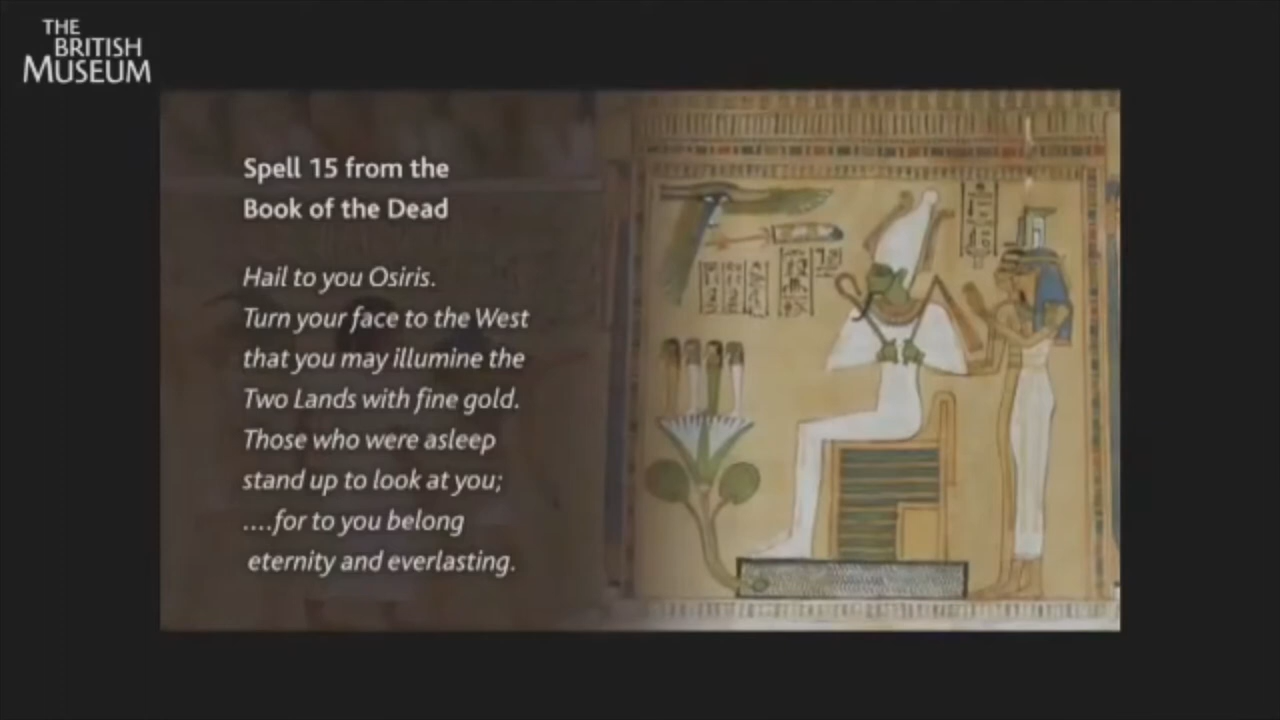 THE
BRITISH
MUSEUM
Spell 15 from the
Book of the Dead
Hail to you Osiris.
Turn your face to the West
that you may illumine the
Two Lands with fine gold.
Those who were asleep
stand up to look at you;
....for to you belong
eternity and everlasting.